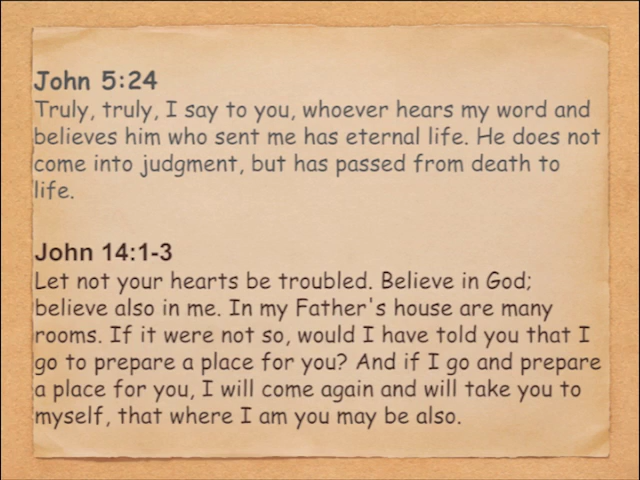 John 5:24
Truly, truly, I say to you, whoever hears my word and
believes him who sent me has eternal life. He does not
come into judgment, but has passed from death to
life.
John 14:1-3
Let not your hearts be troubled. Believe in God;
believe also in me. In my Father's house are many
rooms. If it were not so, would I have told you that I
go to prepare a place for you? And if I go and prepare
a place for you, I will come again and will take you to
myself, that where I am you may be also.